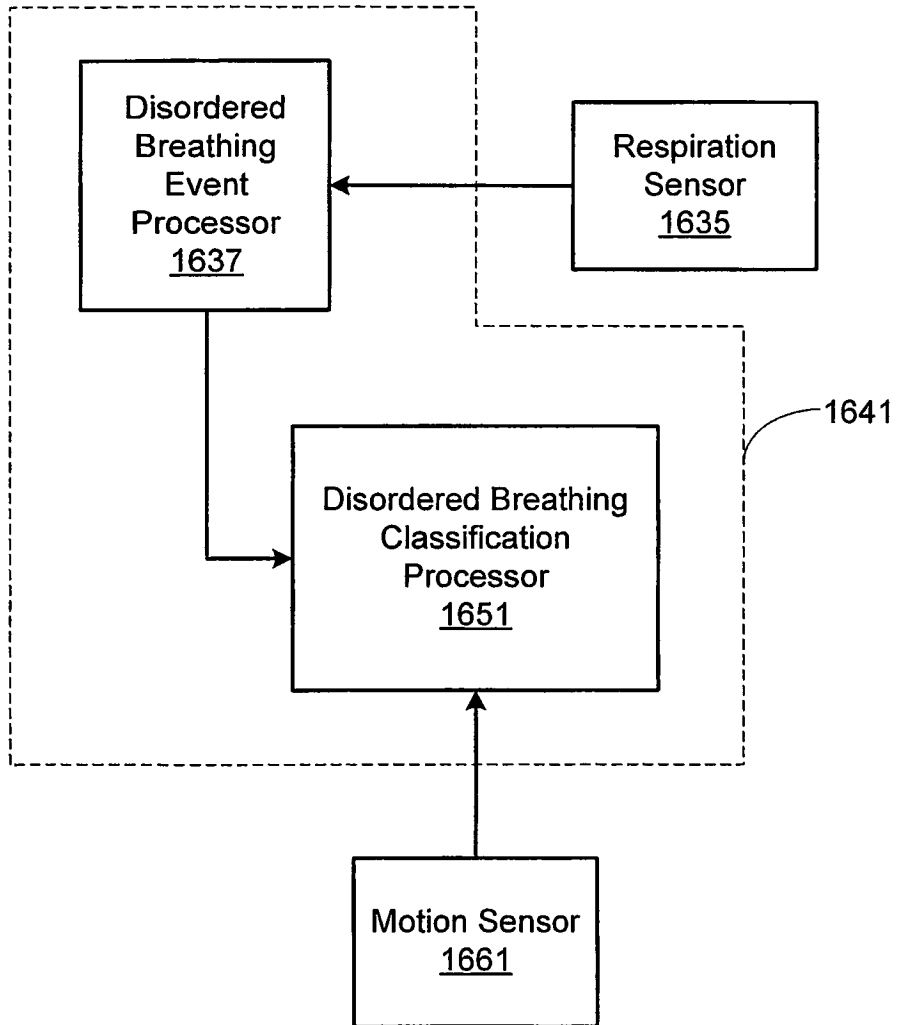 Disordered
Breathing
Event
Processor
1637
Respiration
Sensor
1635
1641
Disordered Breathing
Classification
Processor
1651
Motion Sensor
1661